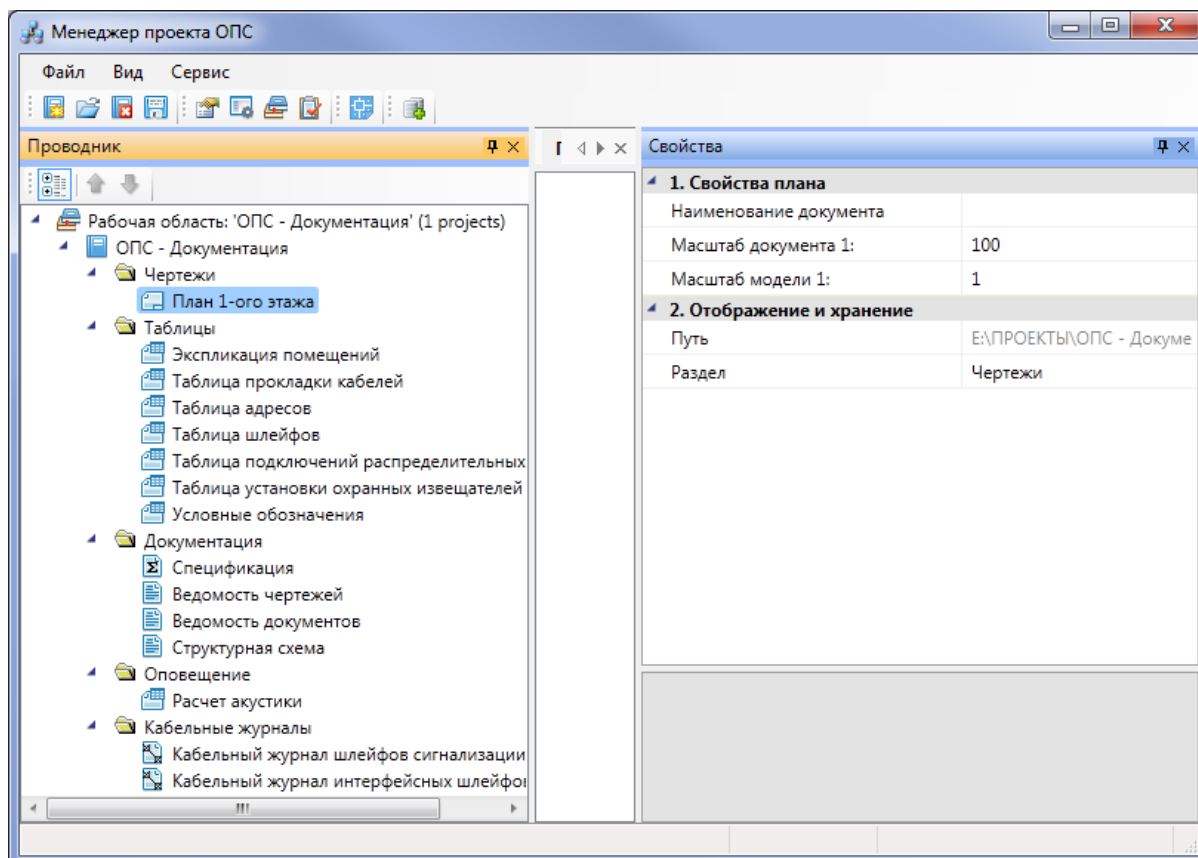 Менеджер проекта ОПС
Файл Вид Сервис
Проводник
Рабочая область: 'ОПС - Документация' (1 projects)
ОПС - Документация
Чертежи
План 1-ого этажа
Таблицы
Экспликация помещений
Таблица прокладки кабелей
Таблица адресов
Таблица шлейфов
Таблица подключений распределительных
Таблица установки охранных извещателей
Условные обозначения
Документация
Спецификация
Ведомость чертежей
Ведомость документов
Структурная схема
Оповещение
Расчет акустики
Кабельные журналы
Кабельный журнал шлейфов сигнализации
Кабельный журнал интерфейсных
Свойства
1. Свойства плана
Наименование документа
Масштаб документа 1: 100
Масштаб модели 1: 1
2. Отображение и хранение
Путь E:\ПРОЕКТЫ\ОПС - Докуме
Раздел Чертежи